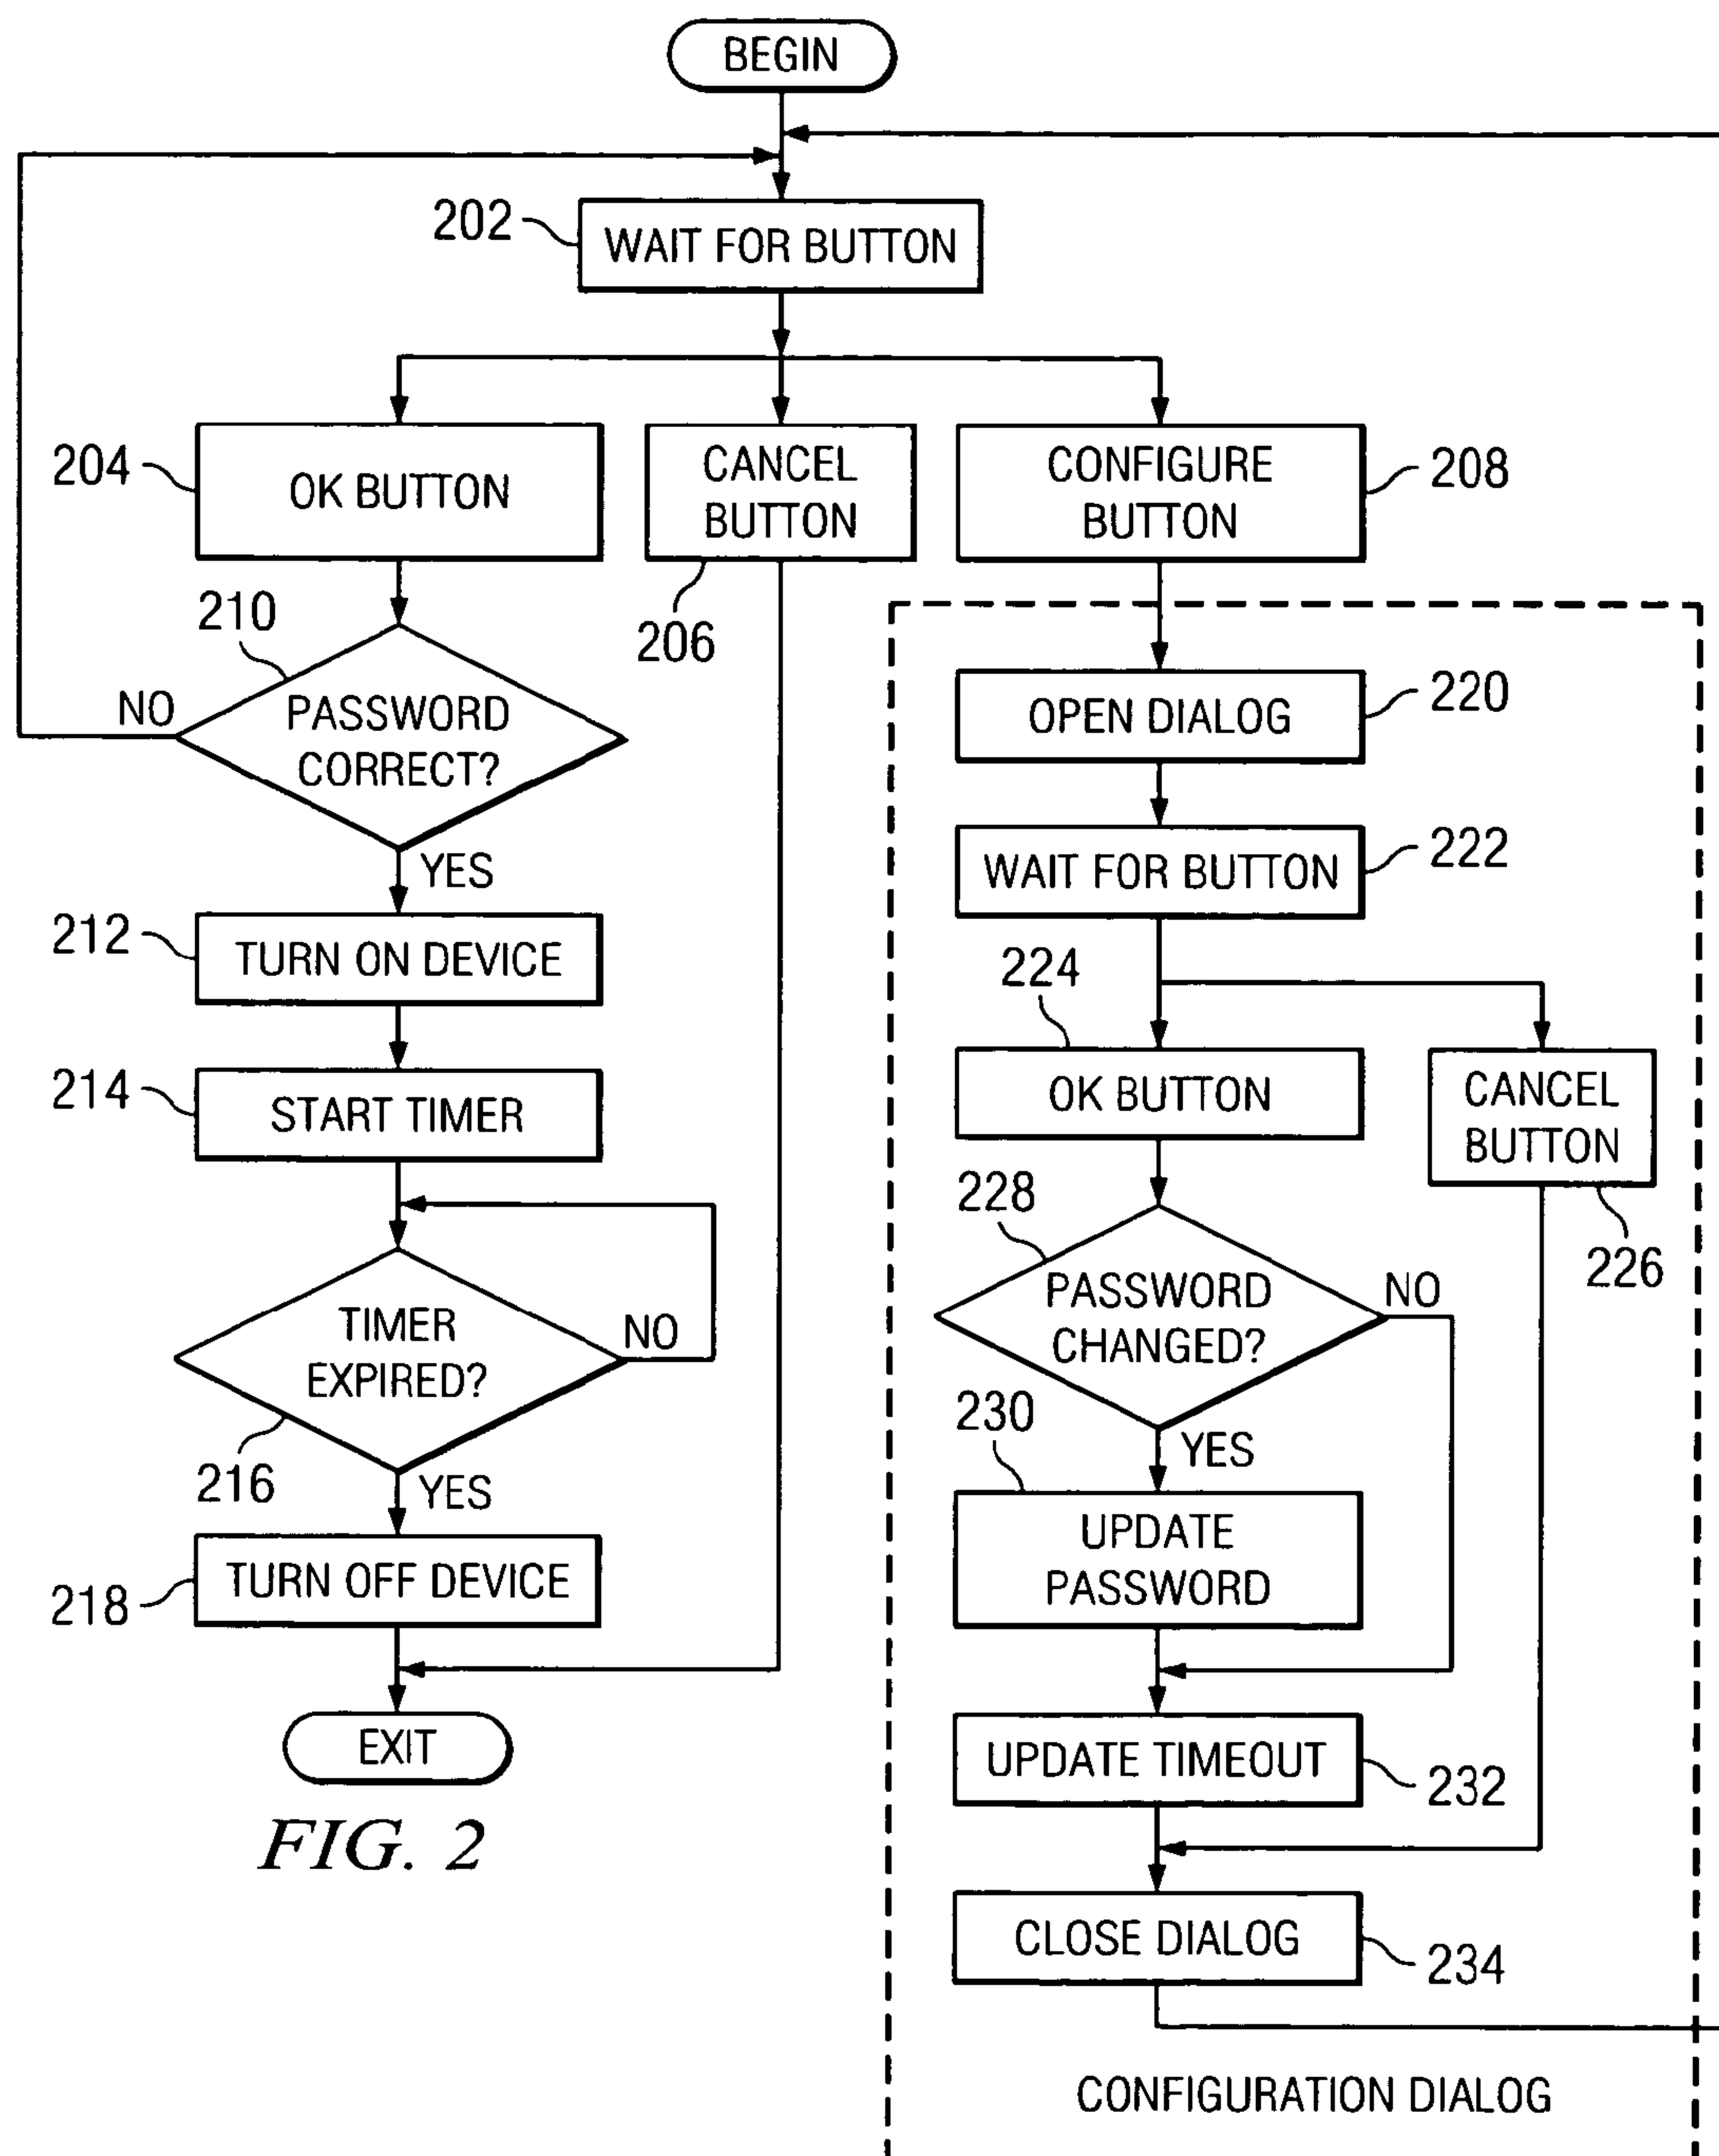 BEGIN
202
WAIT FOR BUTTON
204
OK BUTTON
CANCEL
BUTTON
206
CONFIGURE
BUTTON
208
210
PASSWORD
CORRECT?
NO
YES
212
TURN ON DEVICE
214
START TIMER
TIMER
EXPIRED?
NO
216
YES
218
TURN OFF DEVICE
EXIT
FIG. 2
OPEN DIALOG
220
WAIT FOR BUTTON
222
224
OK BUTTON
CANCEL
BUTTON
226
228
PASSWORD
CHANGED?
NO
230
YES
UPDATE
PASSWORD
UPDATE TIMEOUT
232
CLOSE DIALOG
234
CONFIGURATION DIALOG